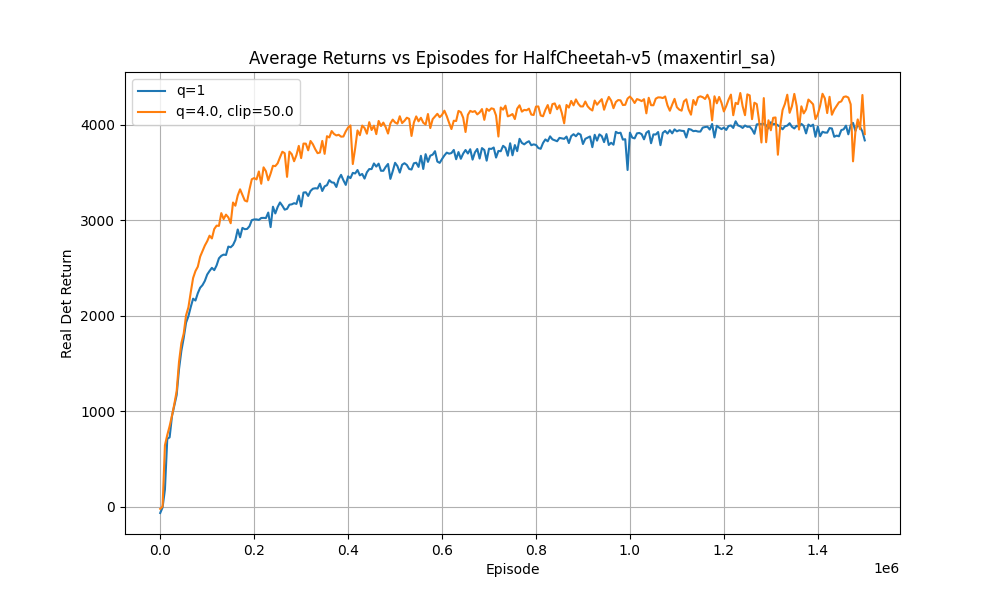 Average Returns vs Episodes for HalfCheetah-v5 (maxentirl_sa)
q=1
q=4.0, clip=50.0
Real Det Return
4000
3000
2000
1000
0
0.0 0.2 0.4 0.6 0.8 1.0 1.2 1.4
1e6
Episode